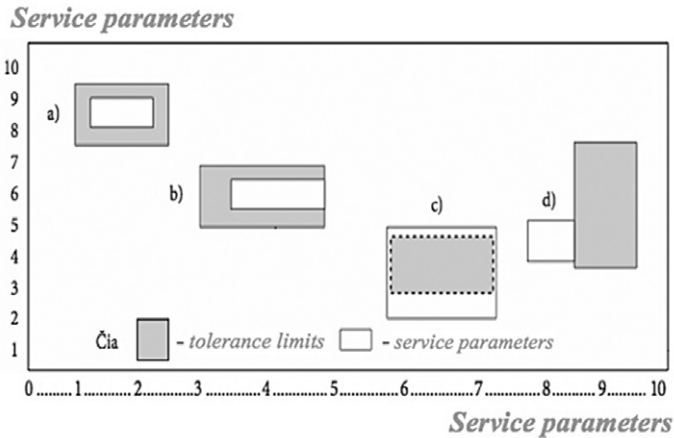 Service parameters
10
9
a)
8
7
b)
6
c)
d)
5
4
3
2
Čia
- tolerance limits
- service parameters
1
0..........1..........2..........3..........4..........5..........6..........7..........8..........9..........10
Service parameters